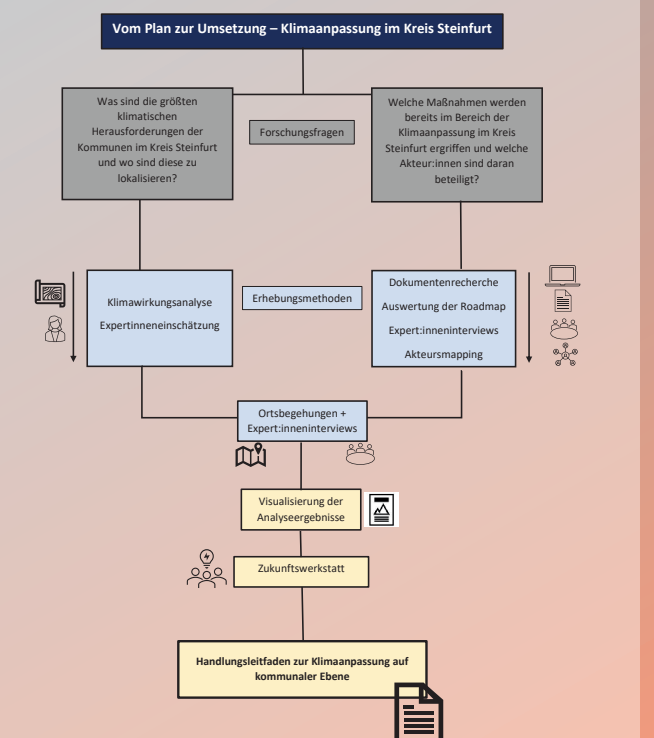 Vom Plan zur Umsetzung – Klimaanpassung im Kreis Steinfurt
Was sind die größten
klimatischen
Herausforderungen der
Kommunen im Kreis Steinfurt
und wo sind diese zu
lokalisieren?
Forschungsfragen
Welche Maßnahmen werden
bereits im Bereich der
Klimaanpassung im Kreis
Steinfurt ergriffen und welche
Akteur:innen sind daran
beteiligt?
Klimawirkungsanalyse
Expertinneneinschätzung
Erhebungsmethoden
Dokumentenrecherche
Auswertung der Roadmap
Expert:inneninterviews
Akteursmapping
Ortsbegehungen +
Expert:inneninterviews
Visualisierung der
Analyseergebnisse
Zukunftswerkstatt
Handlungsleitfaden zur Klimaanpassung auf
kommunaler Ebene